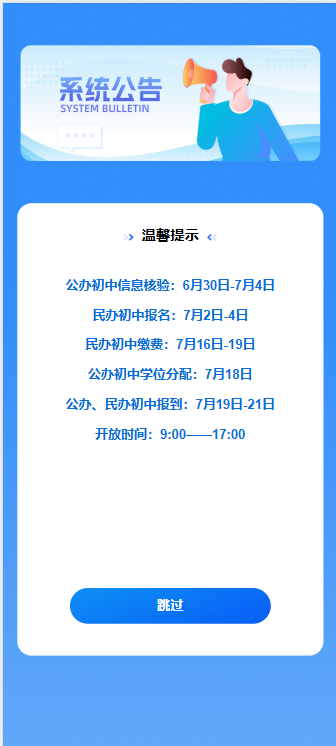 系统公告
SYSTEM BULLETIN
温馨提示
公办初中信息核验：6月30日-7月4日
民办初中报名：7月2日-4日
民办初中缴费：7月16日-19日
公办初中学位分配：7月18日
公办、民办初中报到：7月19日-21日
开放时间：9:00——17:00
跳过